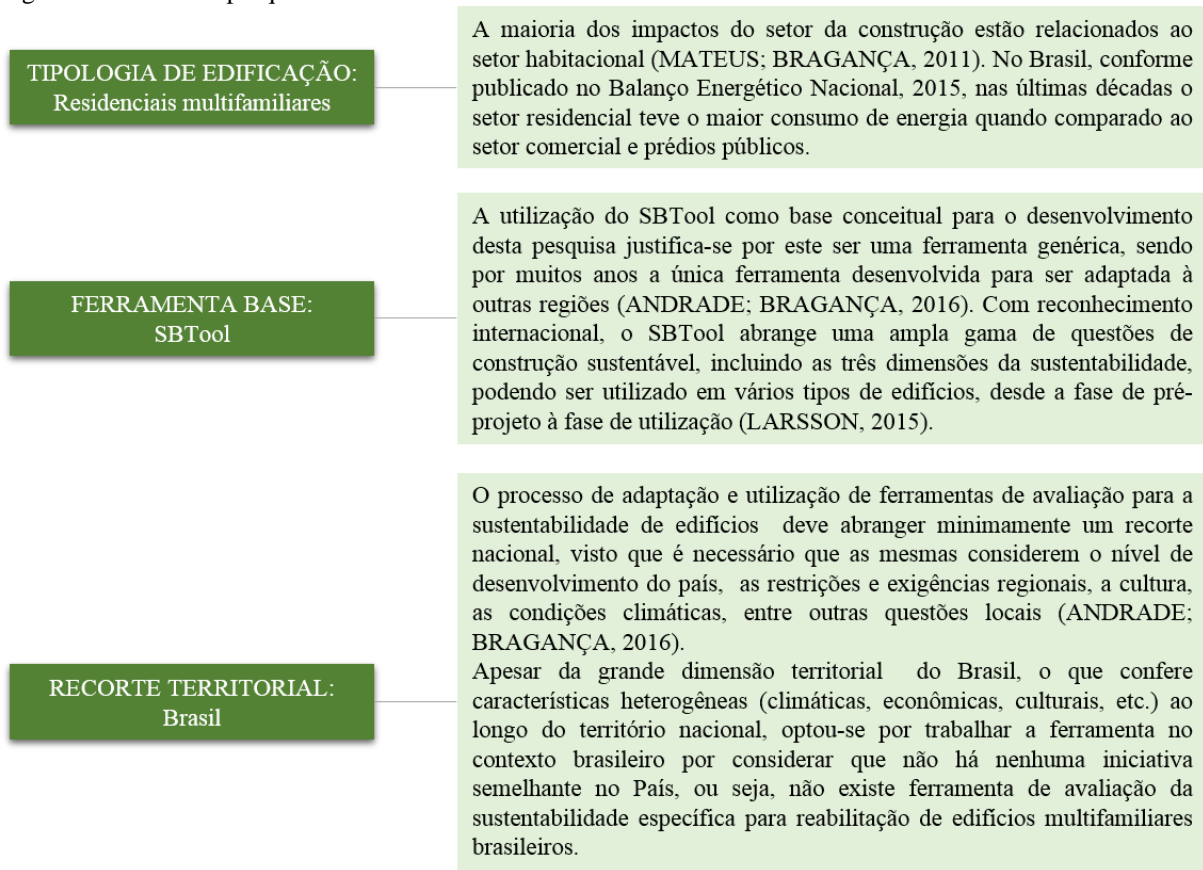 TIPOLOGIA DE EDIFICAÇÃO:
Residenciais multifamiliares
A maioria dos impactos do setor da construção estão relacionados ao
setor habitacional (MATEUS; BRAGANÇA, 2011). No Brasil, conforme
publicado no Balanço Energético Nacional, 2015, nas últimas décadas o
setor residencial teve o maior consumo de energia quando comparado ao
setor comercial e prédios públicos.
FERRAMENTA BASE:
SBTool
A utilização do SBTool como base conceitual para o desenvolvimento
desta pesquisa justifica-se por este ser uma ferramenta genérica, sendo
por muitos anos a única ferramenta desenvolvida para ser adaptada à
outras regiões (ANDRADE; BRAGANÇA, 2016). Com reconhecimento
internacional, o SBTool abrange uma ampla gama de questões de
construção sustentável, incluindo as três dimensões da sustentabilidade,
podendo ser utilizado em vários tipos de edifícios, desde a fase de pré-
projeto à fase de utilização (LARSSON, 2015).
RECORTE TERRITORIAL:
Brasil
O processo de adaptação e utilização de ferramentas de avaliação para a
sustentabilidade de edifícios deve abranger minimamente um recorte
nacional, visto que é necessário que as mesmas considerem o nível de
desenvolvimento do país, as restrições e exigências regionais, a cultura,
as condições climáticas, entre outras questões locais (ANDRADE;
BRAGANÇA, 2016).
Apesar da grande dimensão territorial do Brasil, o que confere
características heterogêneas (climáticas, econômicas, culturais, etc.) ao
longo do território nacional, optou-se por trabalhar a ferramenta no
contexto brasileiro por considerar que não há nenhuma iniciativa
semelhante no País, ou seja, não existe ferramenta de avaliação da
sustentabilidade específica para reabilitação de edifícios multifamiliares
brasileiros.